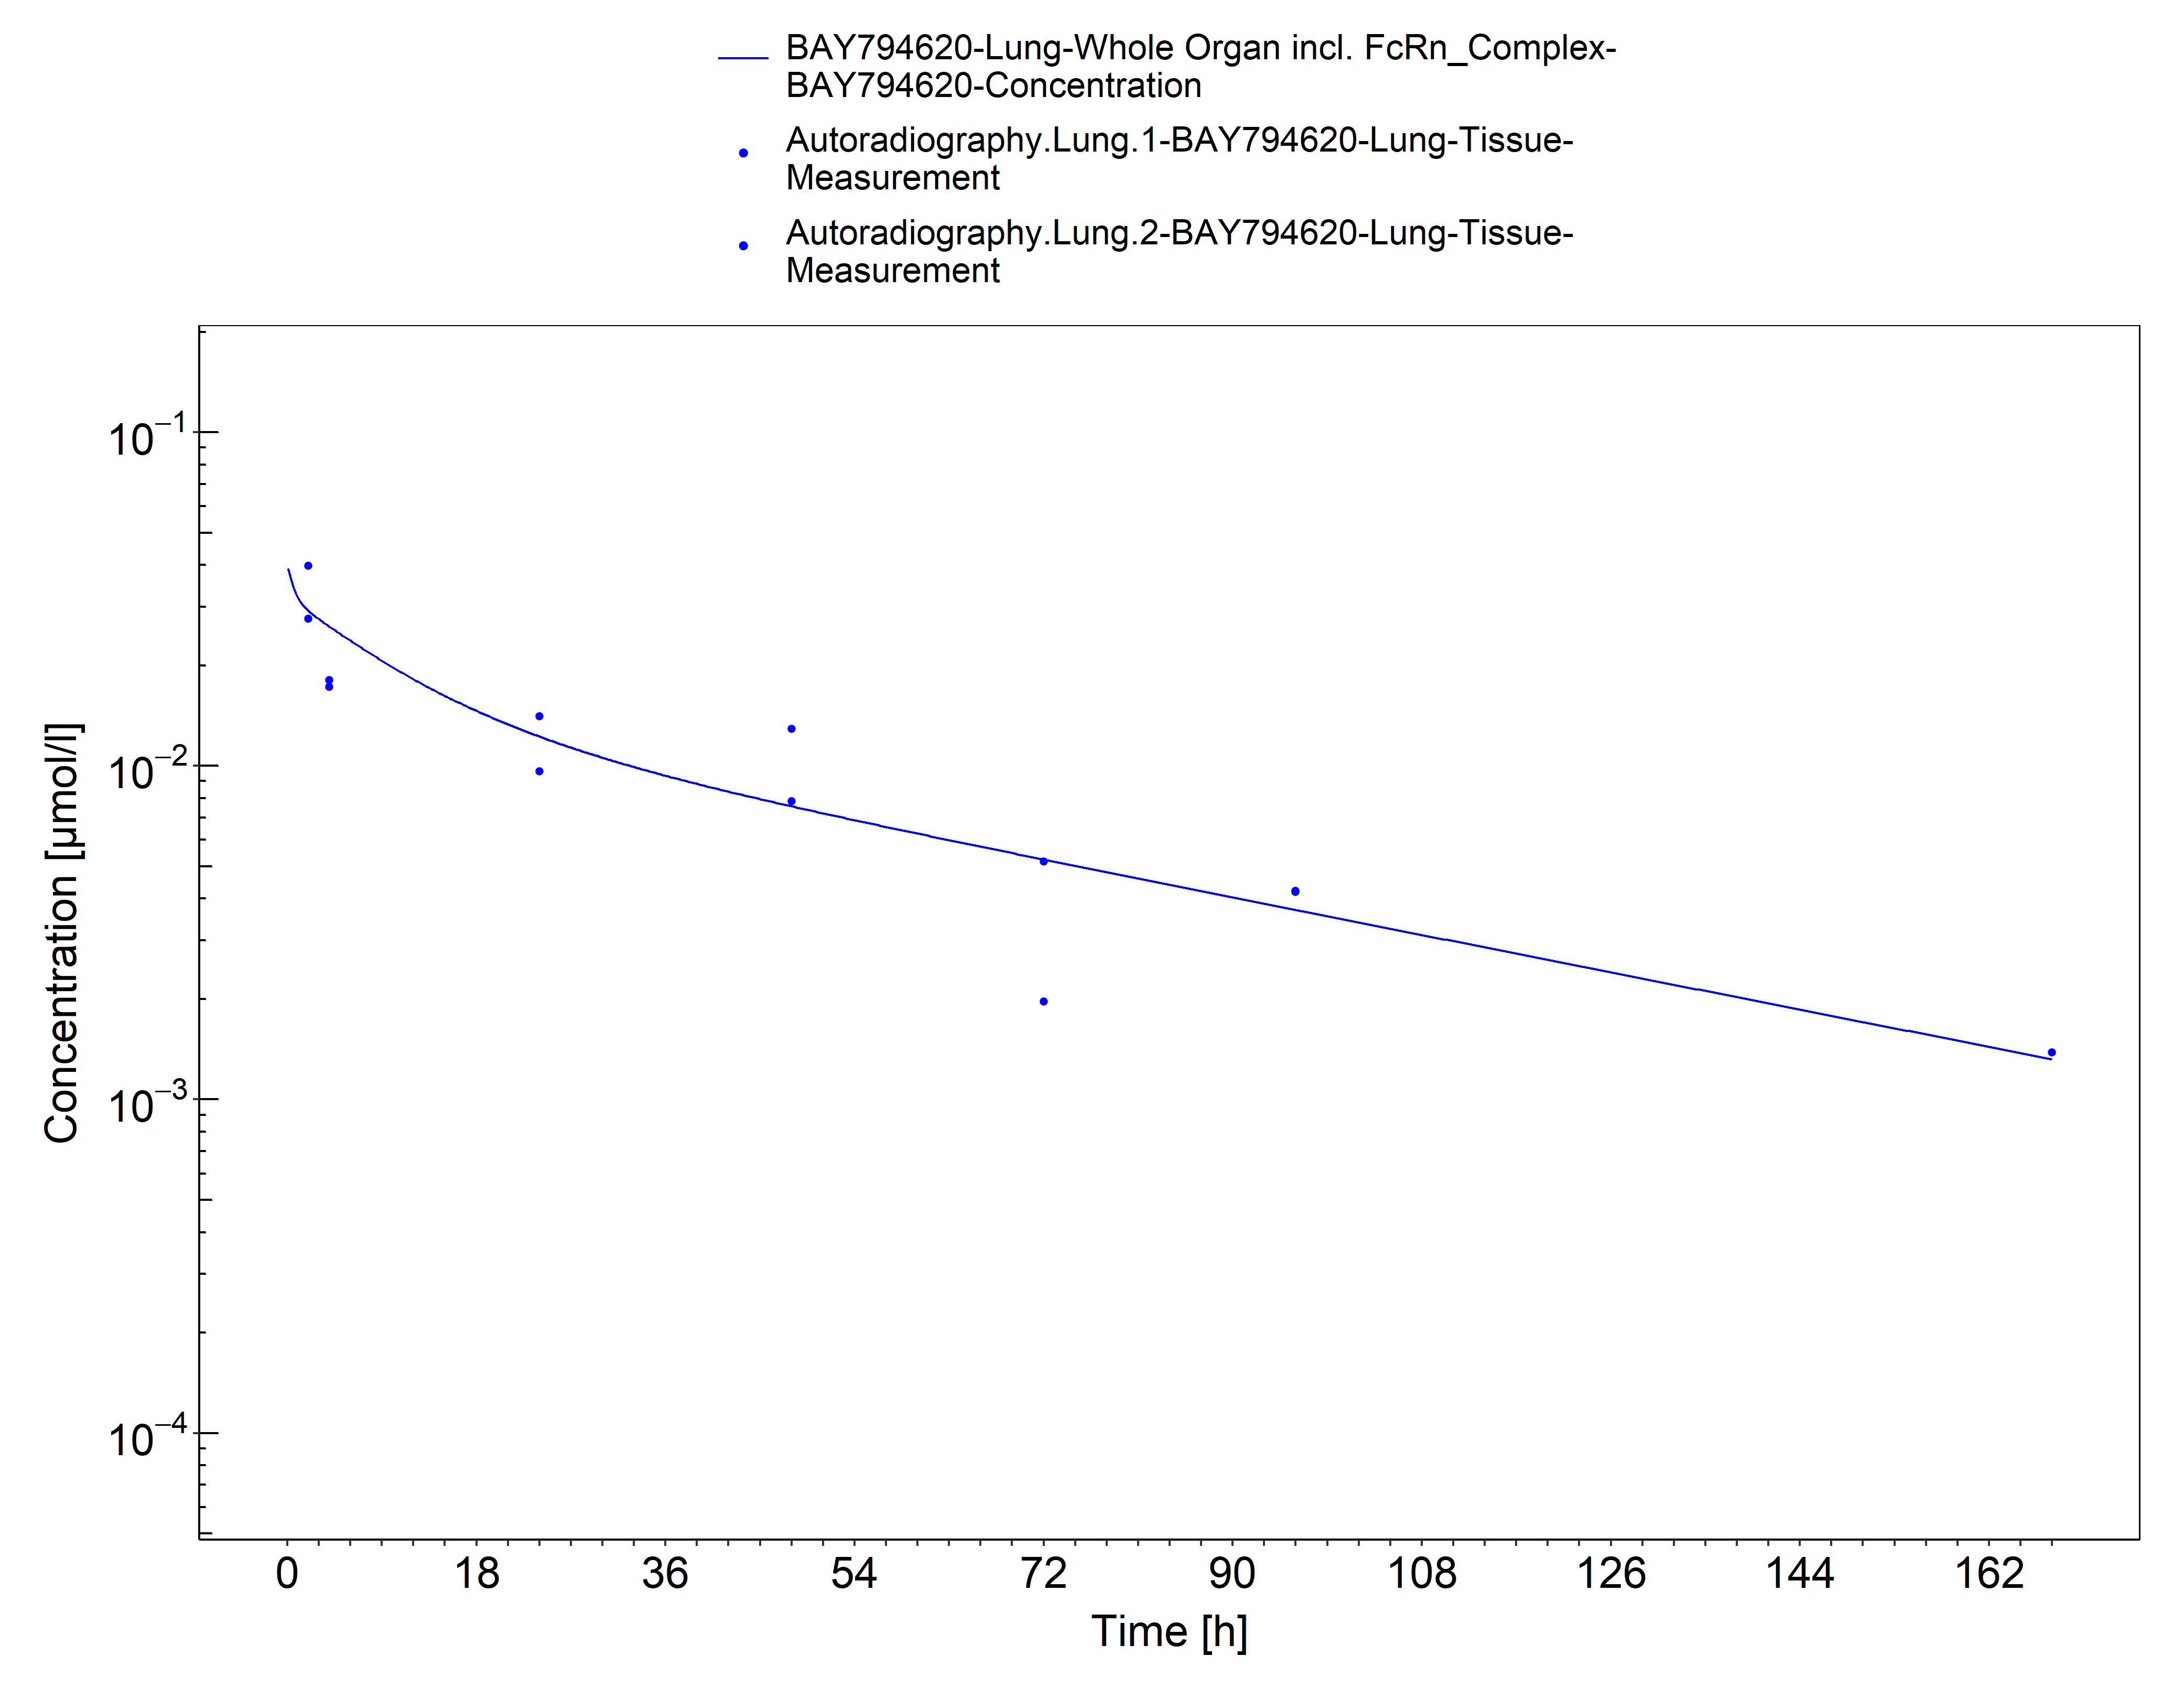 BAY794620-Lung-Whole Organ incl. FcRn_Complex-
BAY794620-Concentration
Autoradiography.Lung.1-BAY794620-Lung-Tissue-
Measurement
Autoradiography.Lung.2-BAY794620-Lung-Tissue-
Measurement
10⁻¹
10⁻²
10⁻³
10⁻⁴
Concentration [µmol/l]
0 18 36 54 72 90 108 126 144 162
Time [h]